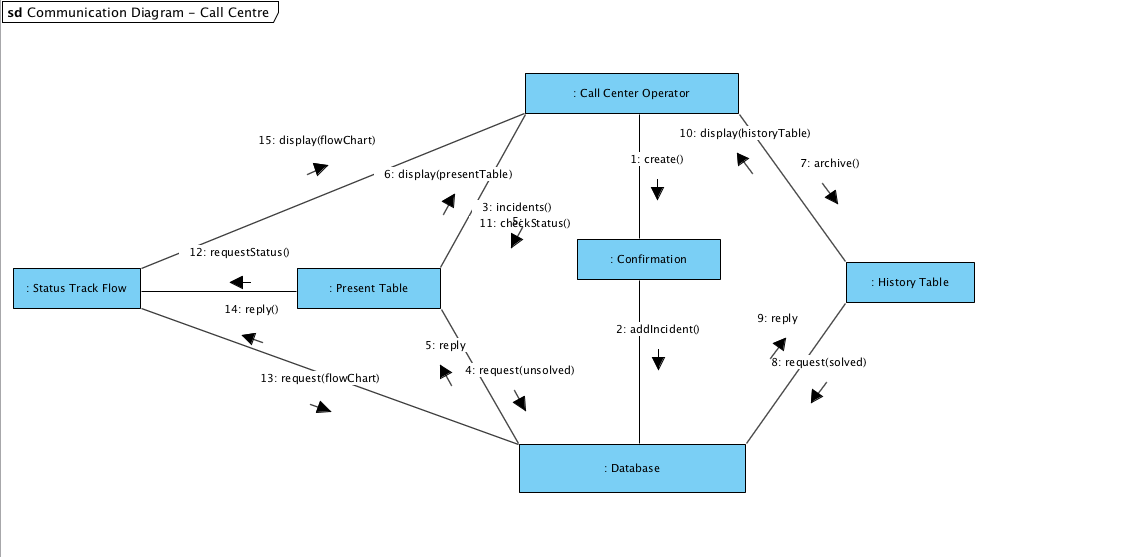 sd Communication Diagram - Call Centre
: Call Center Operator
10: display(historyTable)
15: display(flowChart)
1: create()
7: archive()
6: display(presentTable)
3: incidents()
11: checkStatus()
5:
12: requestStatus()
: Confirmation
: Status Track Flow
: Present Table
: History Table
14: reply()
9: reply
2: addIncident()
5: reply
8: request(solved)
4: request(unsolved)
13: request(flowChart)
: Database